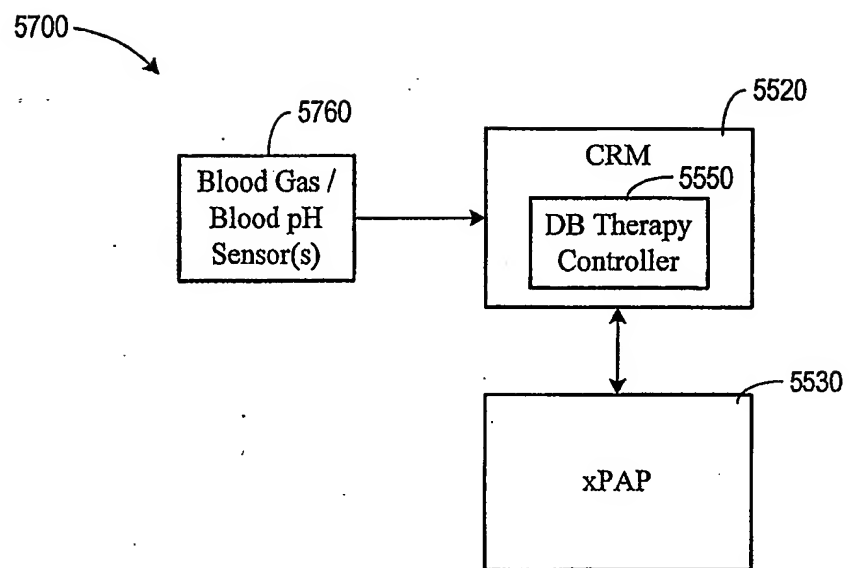 5700
5760
Blood Gas /
Blood pH
Sensor(s)
5520
CRM
5550
DB Therapy
Controller
5530
xPAP